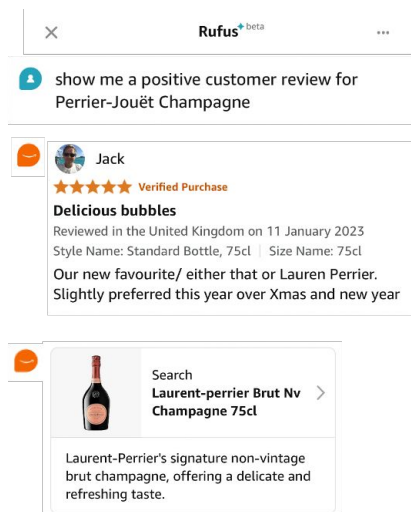 Rufus beta
show me a positive customer review for
Perrier-Jouët Champagne
Jack
Verified Purchase
Delicious bubbles
Reviewed in the United Kingdom on 11 January 2023
Style Name: Standard Bottle, 75cl | Size Name: 75cl
Our new favourite/ either that or Lauren Perrier.
Slightly preferred this year over Xmas and new year
Search
Laurent-perrier Brut Nv
Champagne 75cl
Laurent-Perrier's signature non-vintage
brut champagne, offering a delicate and
refreshing taste.